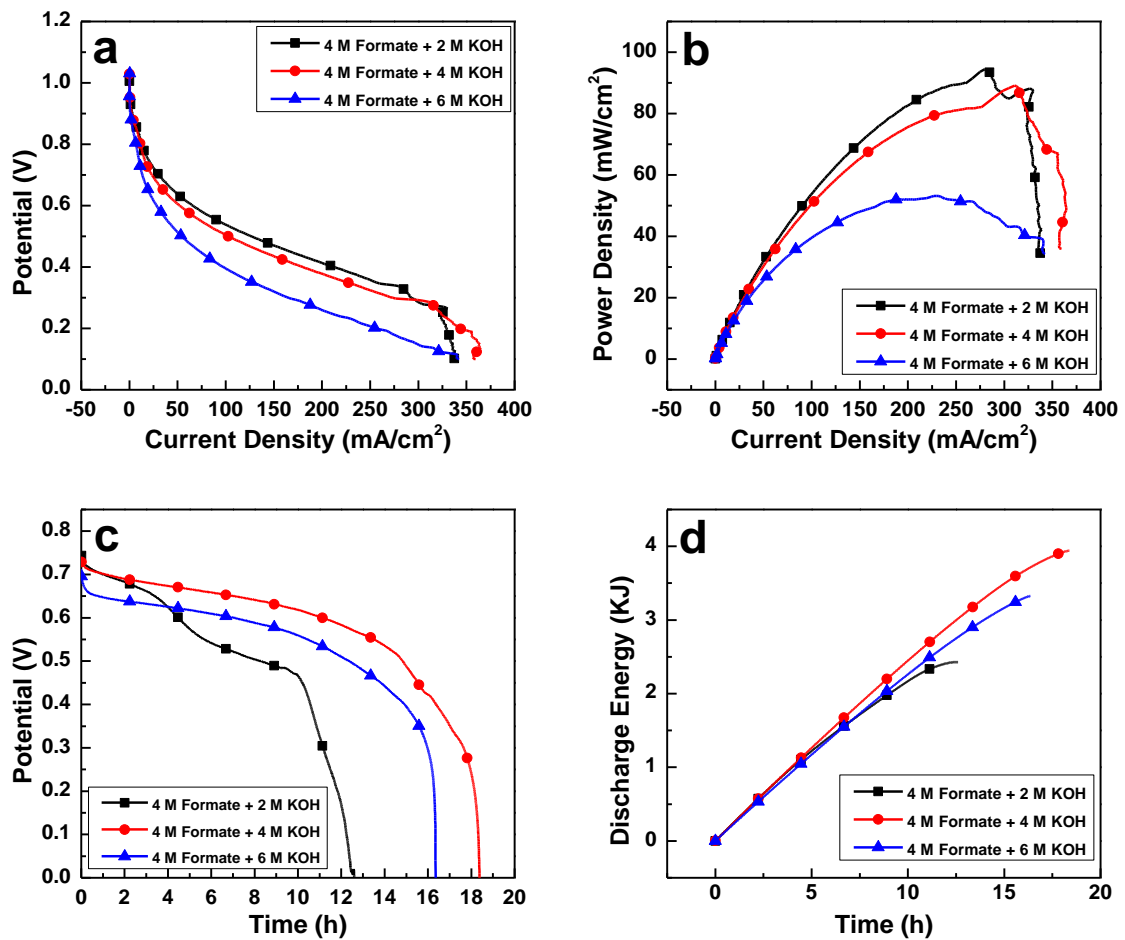 a
1.2
1.0
0.8
0.6
0.4
0.2
0.0
Potential (V)
4 M Formate + 2 M KOH
4 M Formate + 4 M KOH
4 M Formate + 6 M KOH
-50 0 50 100 150 200 250 300 350 400
Current Density (mA/cm²)
b
100
80
60
40
20
0
Power Density (mW/cm²)
4 M Formate + 2 M KOH
4 M Formate + 4 M KOH
4 M Formate + 6 M KOH
-50 0 50 100 150 200 250 300 350 400
Current Density (mA/cm²)
c
0.8
0.7
0.6
0.5
0.4
0.3
0.2
0.1
0.0
Potential (V)
4 M Formate + 2 M KOH
4 M Formate + 4 M KOH
4 M Formate + 6 M KOH
0 2 4 6 8 10 12 14 16 18 20
Time (h)
d
4
3
2
1
0
Discharge Energy (KJ)
4 M Formate + 2 M KOH
4 M Formate + 4 M KOH
4 M Formate + 6 M KOH
0 5 10 15 20
Time (h)